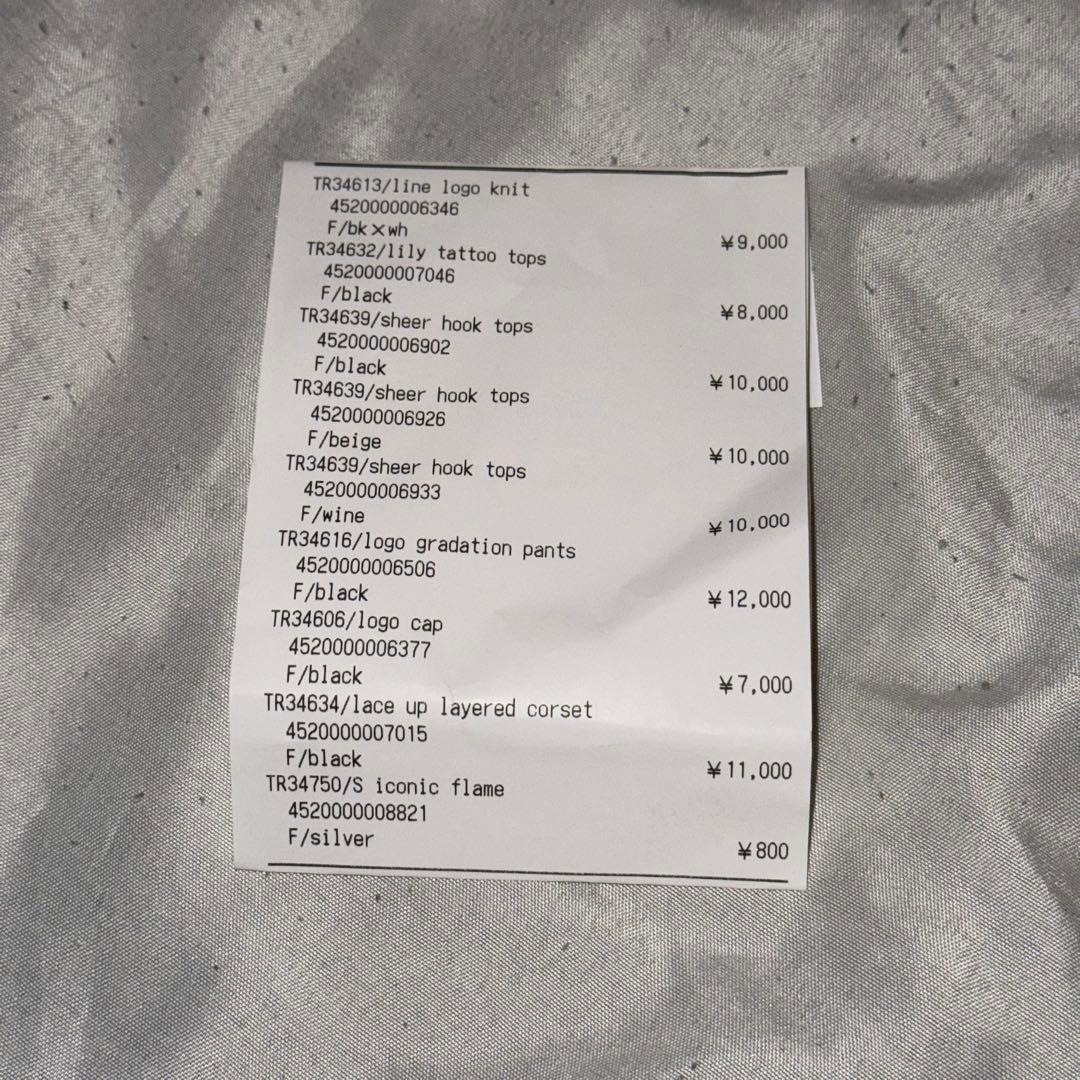 TR34613/line logo knit
4520000006346
F/bk×wh
¥9,000
TR34632/lily tattoo tops
4520000007046
F/black
¥8,000
TR34639/sheer hook tops
4520000006902
F/black
¥10,000
TR34639/sheer hook tops
4520000006926
F/beige
¥10,000
TR34639/sheer hook tops
4520000006933
F/wine
¥10,000
TR34616/logo gradation pants
4520000006506
F/black
¥12,000
TR34606/logo cap
4520000006377
F/black
¥7,000
TR34634/lace up layered corset
4520000007015
F/black
¥11,000
TR34750/S iconic flame
4520000008821
F/silver
¥800